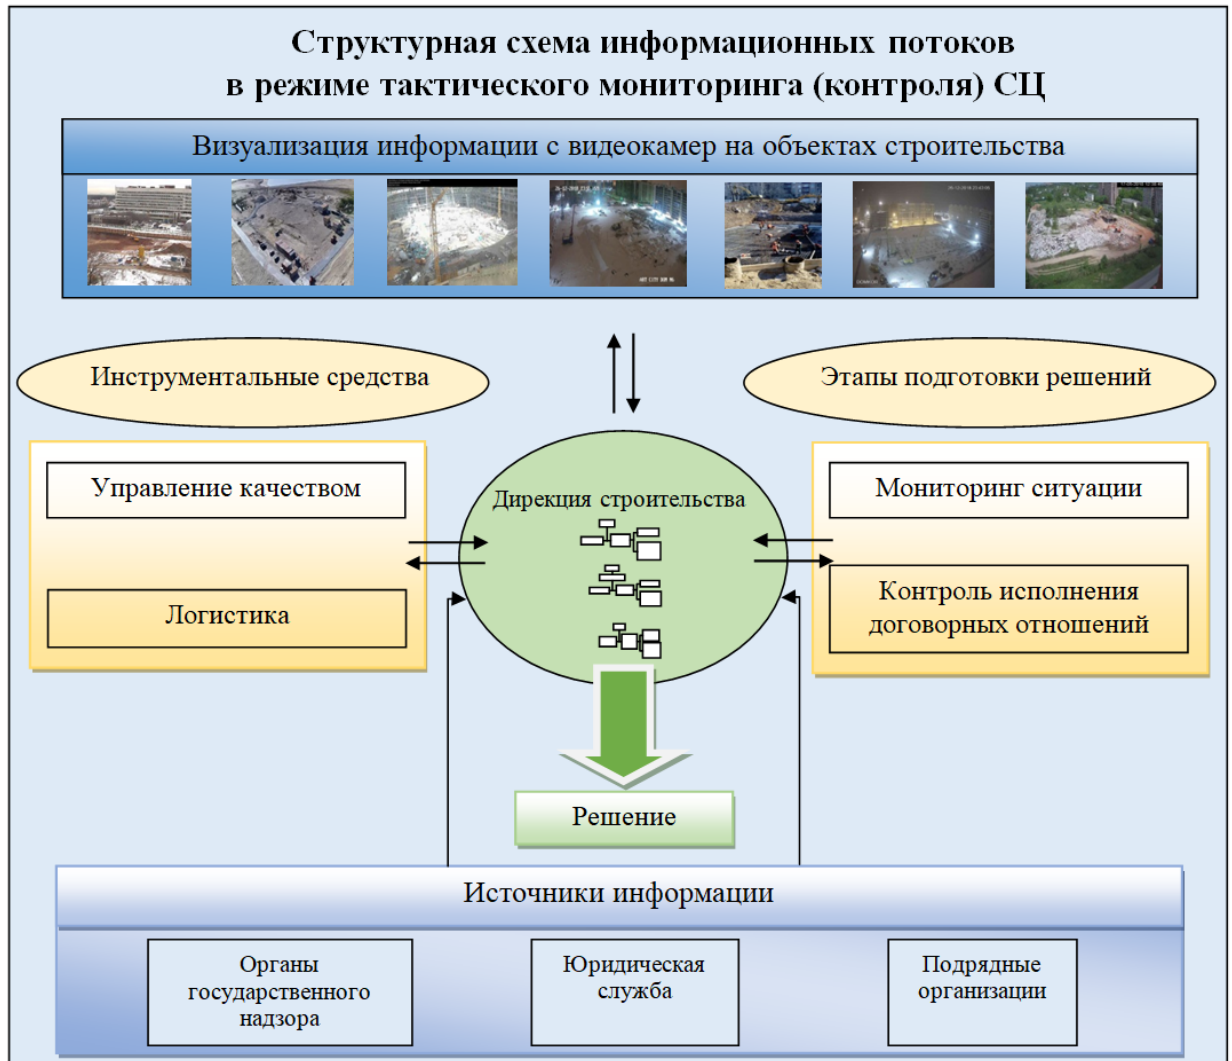 Структурная схема информационных потоков
в режиме тактического мониторинга (контроля) СЦ
Визуализация информации с видеокамер на объектах строительства
Инструментальные средства
Этапы подготовки решений
Управление качеством
Логистика
Дирекция строительства
Мониторинг ситуации
Контроль исполнения
договорных отношений
Решение
Источники информации
Органы
государственного
надзора
Юридическая
служба
Подрядные
организации